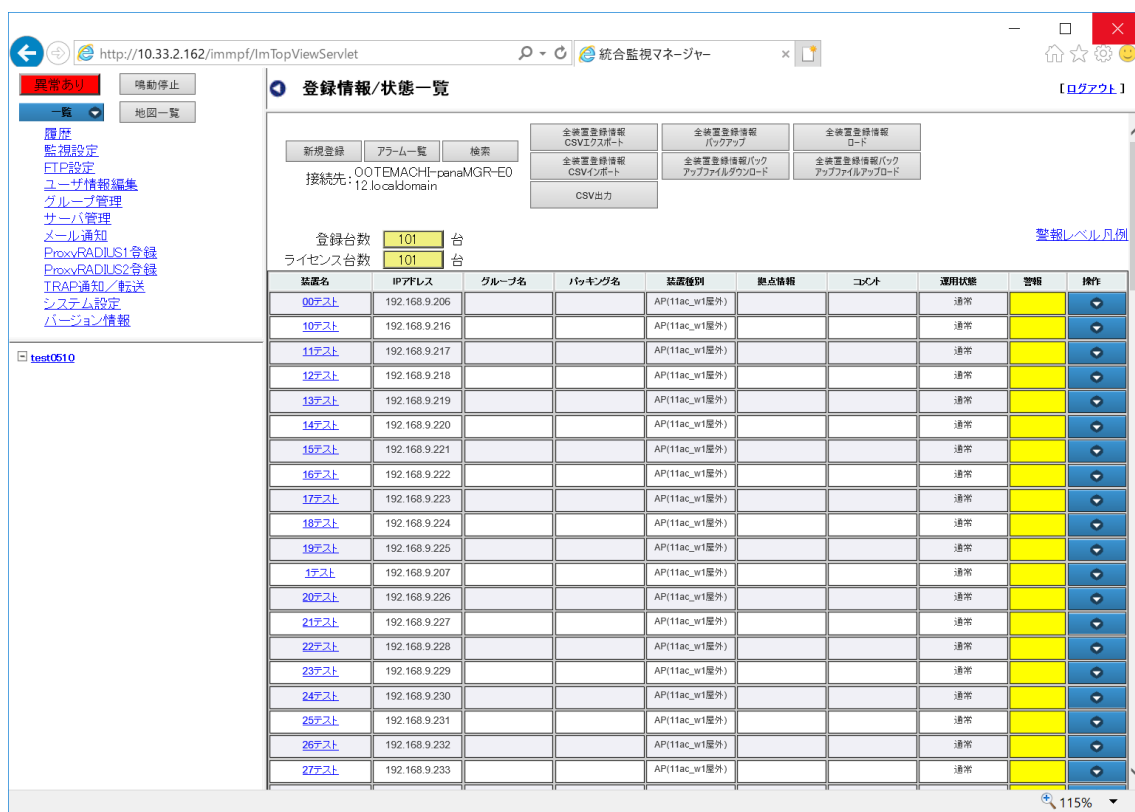 http://10.33.2.162/immpf/ImTopViewServlet
統合監視マネージャー
異常あり
鳴動停止
一覧
地図一覧
履歴
監視設定
FTP設定
ユーザ情報編集
グループ管理
サーバ管理
メール通知
ProxyRADIUS1登録
ProxyRADIUS2登録
TRAP通知/転送
システム設定
バージョン情報
test0510
登録情報/状態一覧
[ログアウト]
新規登録 アラーム一覧 検索
接続先: OOTEMACHI-panaMGR-E0
12.localdomain
全装置登録情報
CSVエクスポート
全装置登録情報
バックアップ
全装置登録情報
ロード
全装置登録情報
CSVインポート
全装置登録情報バック
アップファイルダウンロード
全装置登録情報バック
アップファイルアップロード
CSV出力
登録台数 101 台
ライセンス台数 101 台
警報レベル凡例
装置名 IPアドレス グループ名 パッキング名 装置種別 拠点情報 コメント 運用状態 警報 操作
00テスト 192.168.9.206 AP(11ac_w1屋外) 通常
10テスト 192.168.9.216 AP(11ac_w1屋外) 通常
11テスト 192.168.9.217 AP(11ac_w1屋外) 通常
12テスト 192.168.9.218 AP(11ac_w1屋外) 通常
13テスト 192.168.9.219 AP(11ac_w1屋外) 通常
14テスト 192.168.9.220 AP(11ac_w1屋外) 通常
15テスト 192.168.9.221 AP(11ac_w1屋外) 通常
16テスト 192.168.9.222 AP(11ac_w1屋外) 通常
17テスト 192.168.9.223 AP(11ac_w1屋外) 通常
18テスト 192.168.9.224 AP(11ac_w1屋外) 通常
19テスト 192.168.9.225 AP(11ac_w1屋外) 通常
1テスト 192.168.9.207 AP(11ac_w1屋外) 通常
20テスト 192.168.9.226 AP(11ac_w1屋外) 通常
21テスト 192.168.9.227 AP(11ac_w1屋外) 通常
22テスト 192.168.9.228 AP(11ac_w1屋外) 通常
23テスト 192.168.9.229 AP(11ac_w1屋外) 通常
24テスト 192.168.9.230 AP(11ac_w1屋外) 通常
25テスト 192.168.9.231 AP(11ac_w1屋外) 通常
26テスト 192.168.9.232 AP(11ac_w1屋外) 通常
27テスト 192.168.9.233 AP(11ac_w1屋外) 通常
115%